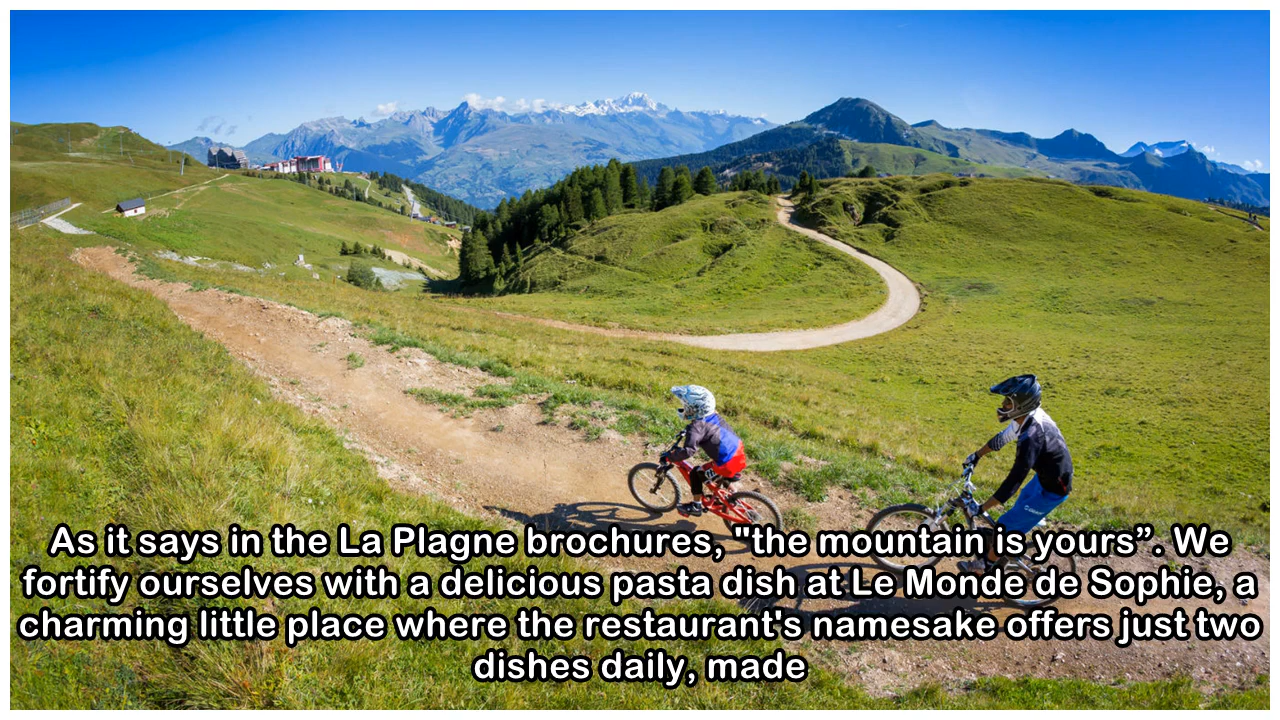 As it says in the La Plagne brochures, "the mountain is yours”. We
fortify ourselves with a delicious pasta dish at Le Monde de Sophie, a
charming little place where the restaurant's namesake offers just two
dishes daily, made